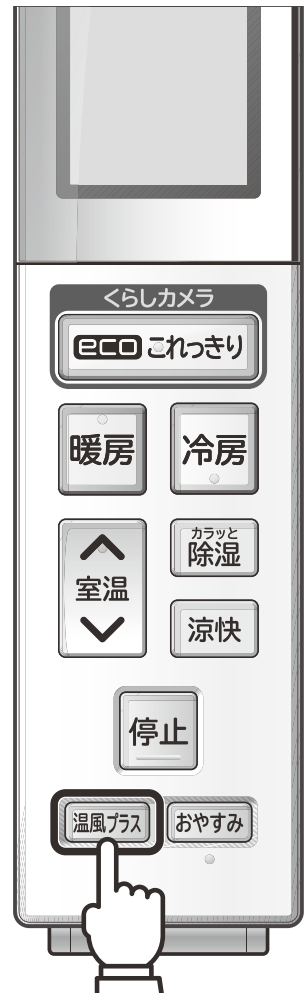 くらしカメラ
eco これっきり
暖房 冷房
室温
カラッと
除湿
涼快
停止
温風プラス おやすみ